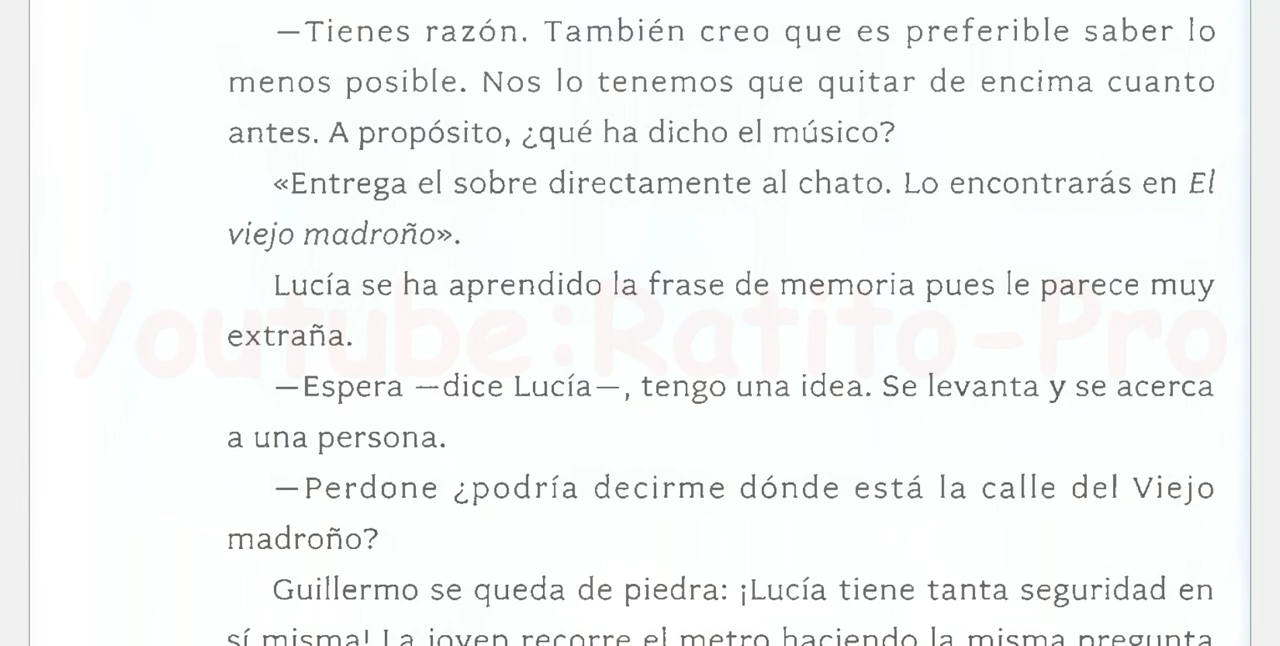 —Tienes razón. También creo que es preferible saber lo
menos posible. Nos lo tenemos que quitar de encima cuanto
antes. A propósito, ¿qué ha dicho el músico?
«Entrega el sobre directamente al chato. Lo encontrarás en El
viejo madroño».
Lucía se ha aprendido la frase de memoria pues le parece muy
extraña.
Youtube:Ratito-Pro
—Espera —dice Lucía—, tengo una idea. Se levanta y se acerca
a una persona.
—Perdone ¿podría decirme dónde está la calle del Viejo
madroño?
Guillermo se queda de piedra: ¡Lucía tiene tanta seguridad en
sí misma! La joven recorre el metro haciendo la misma pregunta